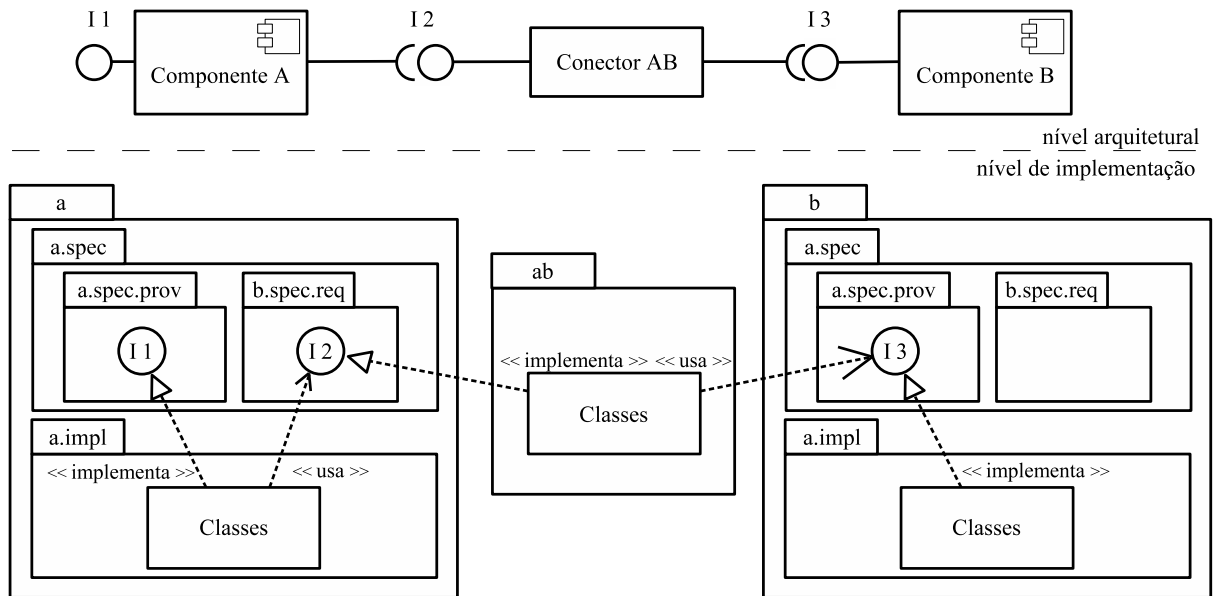 I 1
I 2
I 3
Componente A
Conector AB
Componente B
nível arquitetural
nível de implementação
a
b
a.spec
a.spec
ab
a.spec.prov
b.spec.req
a.spec.prov
b.spec.req
I 1
I 2
I 3
<< implementa >> << usa >>
Classes
a.impl
a.impl
<< implementa >>
<< usa >>
<< implementa >>
Classes
Classes